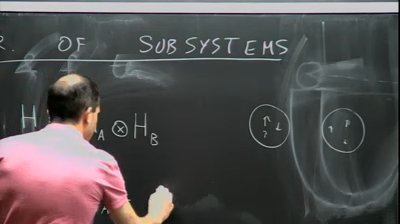 R. OF SUBSYSTEMS
H A ⊗ H B
↑ ? ↓ ↑ ? ↓